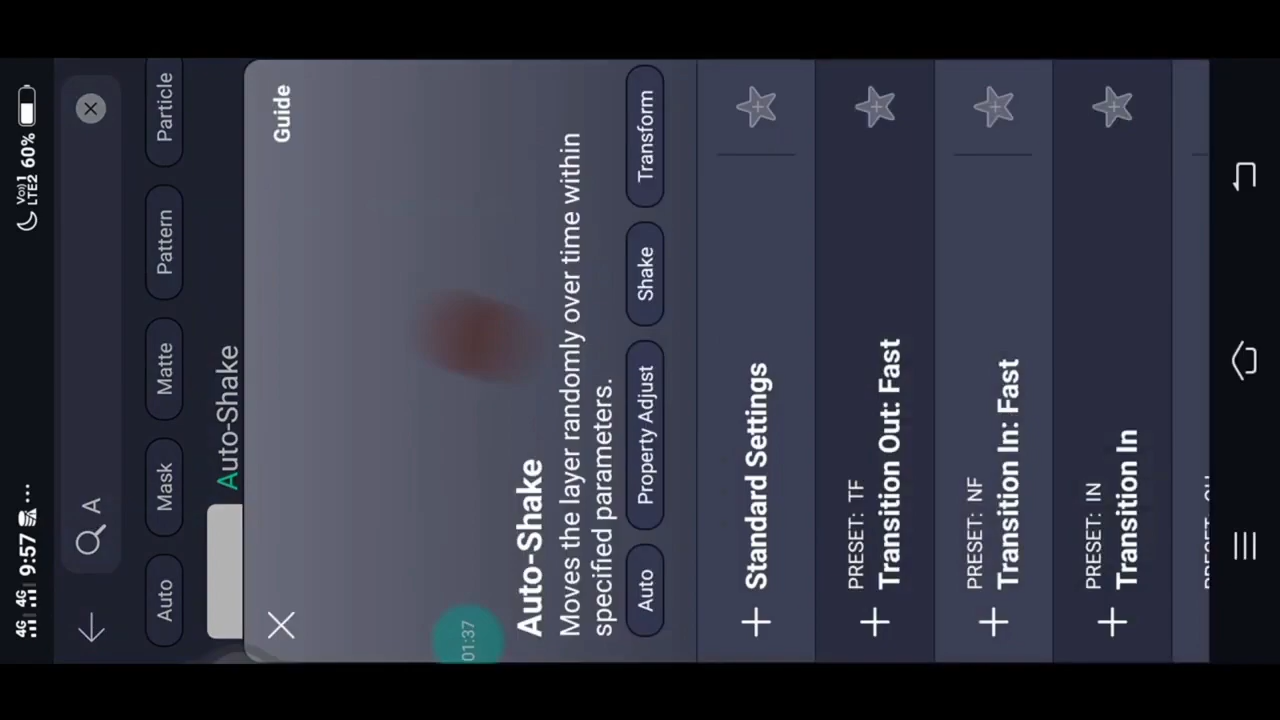 9:57 ...
Vo)) 1
LTE2 60%
A
Auto
Mask
Matte
Pattern
Particle
Auto-Shake
Guide
01:37
Auto-Shake
Moves the layer randomly over time within
specified parameters.
Auto
Property Adjust
Shake
Transform
Standard Settings
PRESET: TF
Transition Out: Fast
PRESET: NF
Transition In: Fast
PRESET: IN
Transition In